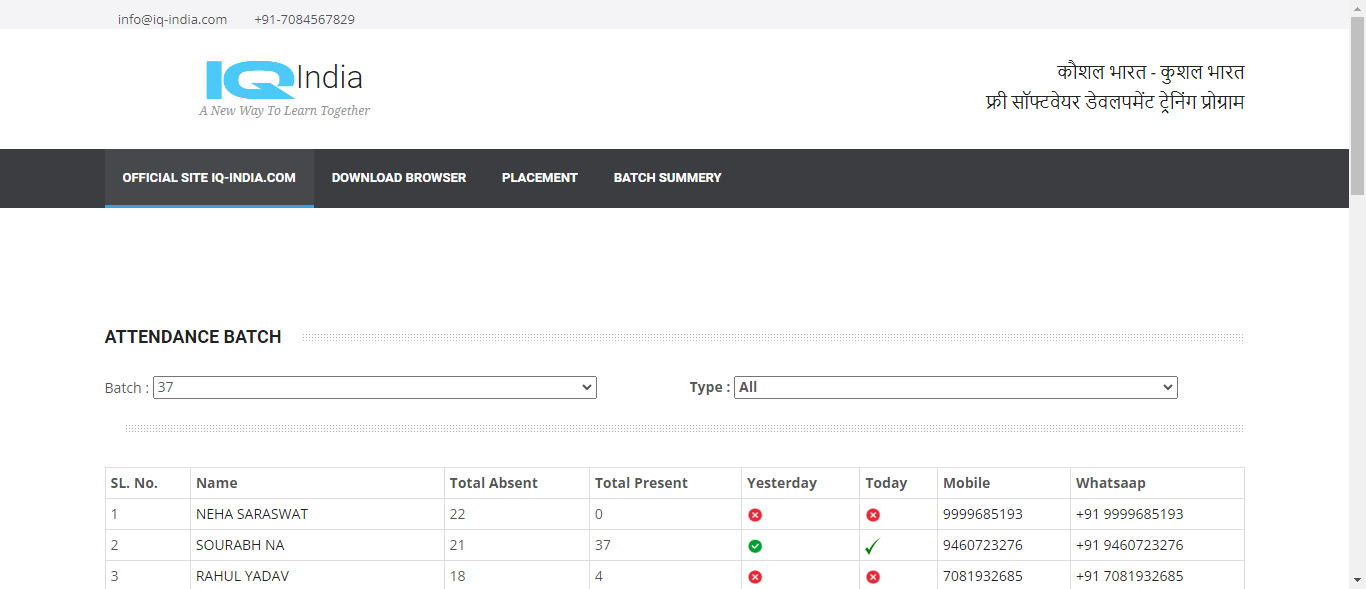 info@iq-india.com +91-7084567829
IQIndia
A New Way To Learn Together
कौशल भारत - कुशल भारत
फ्री सॉफ्टवेयर डेवलपमेंट ट्रेनिंग प्रोग्राम
OFFICIAL SITE IQ-INDIA.COM DOWNLOAD BROWSER PLACEMENT BATCH SUMMERY
ATTENDANCE BATCH
Batch : 37 Type : All
SL. No. Name Total Absent Total Present Yesterday Today Mobile Whatsaap
1 NEHA SARASWAT 22 0 9999685193 +91 9999685193
2 SOURABH NA 21 37 9460723276 +91 9460723276
3 RAHUL YADAV 18 4 7081932685 +91 7081932685